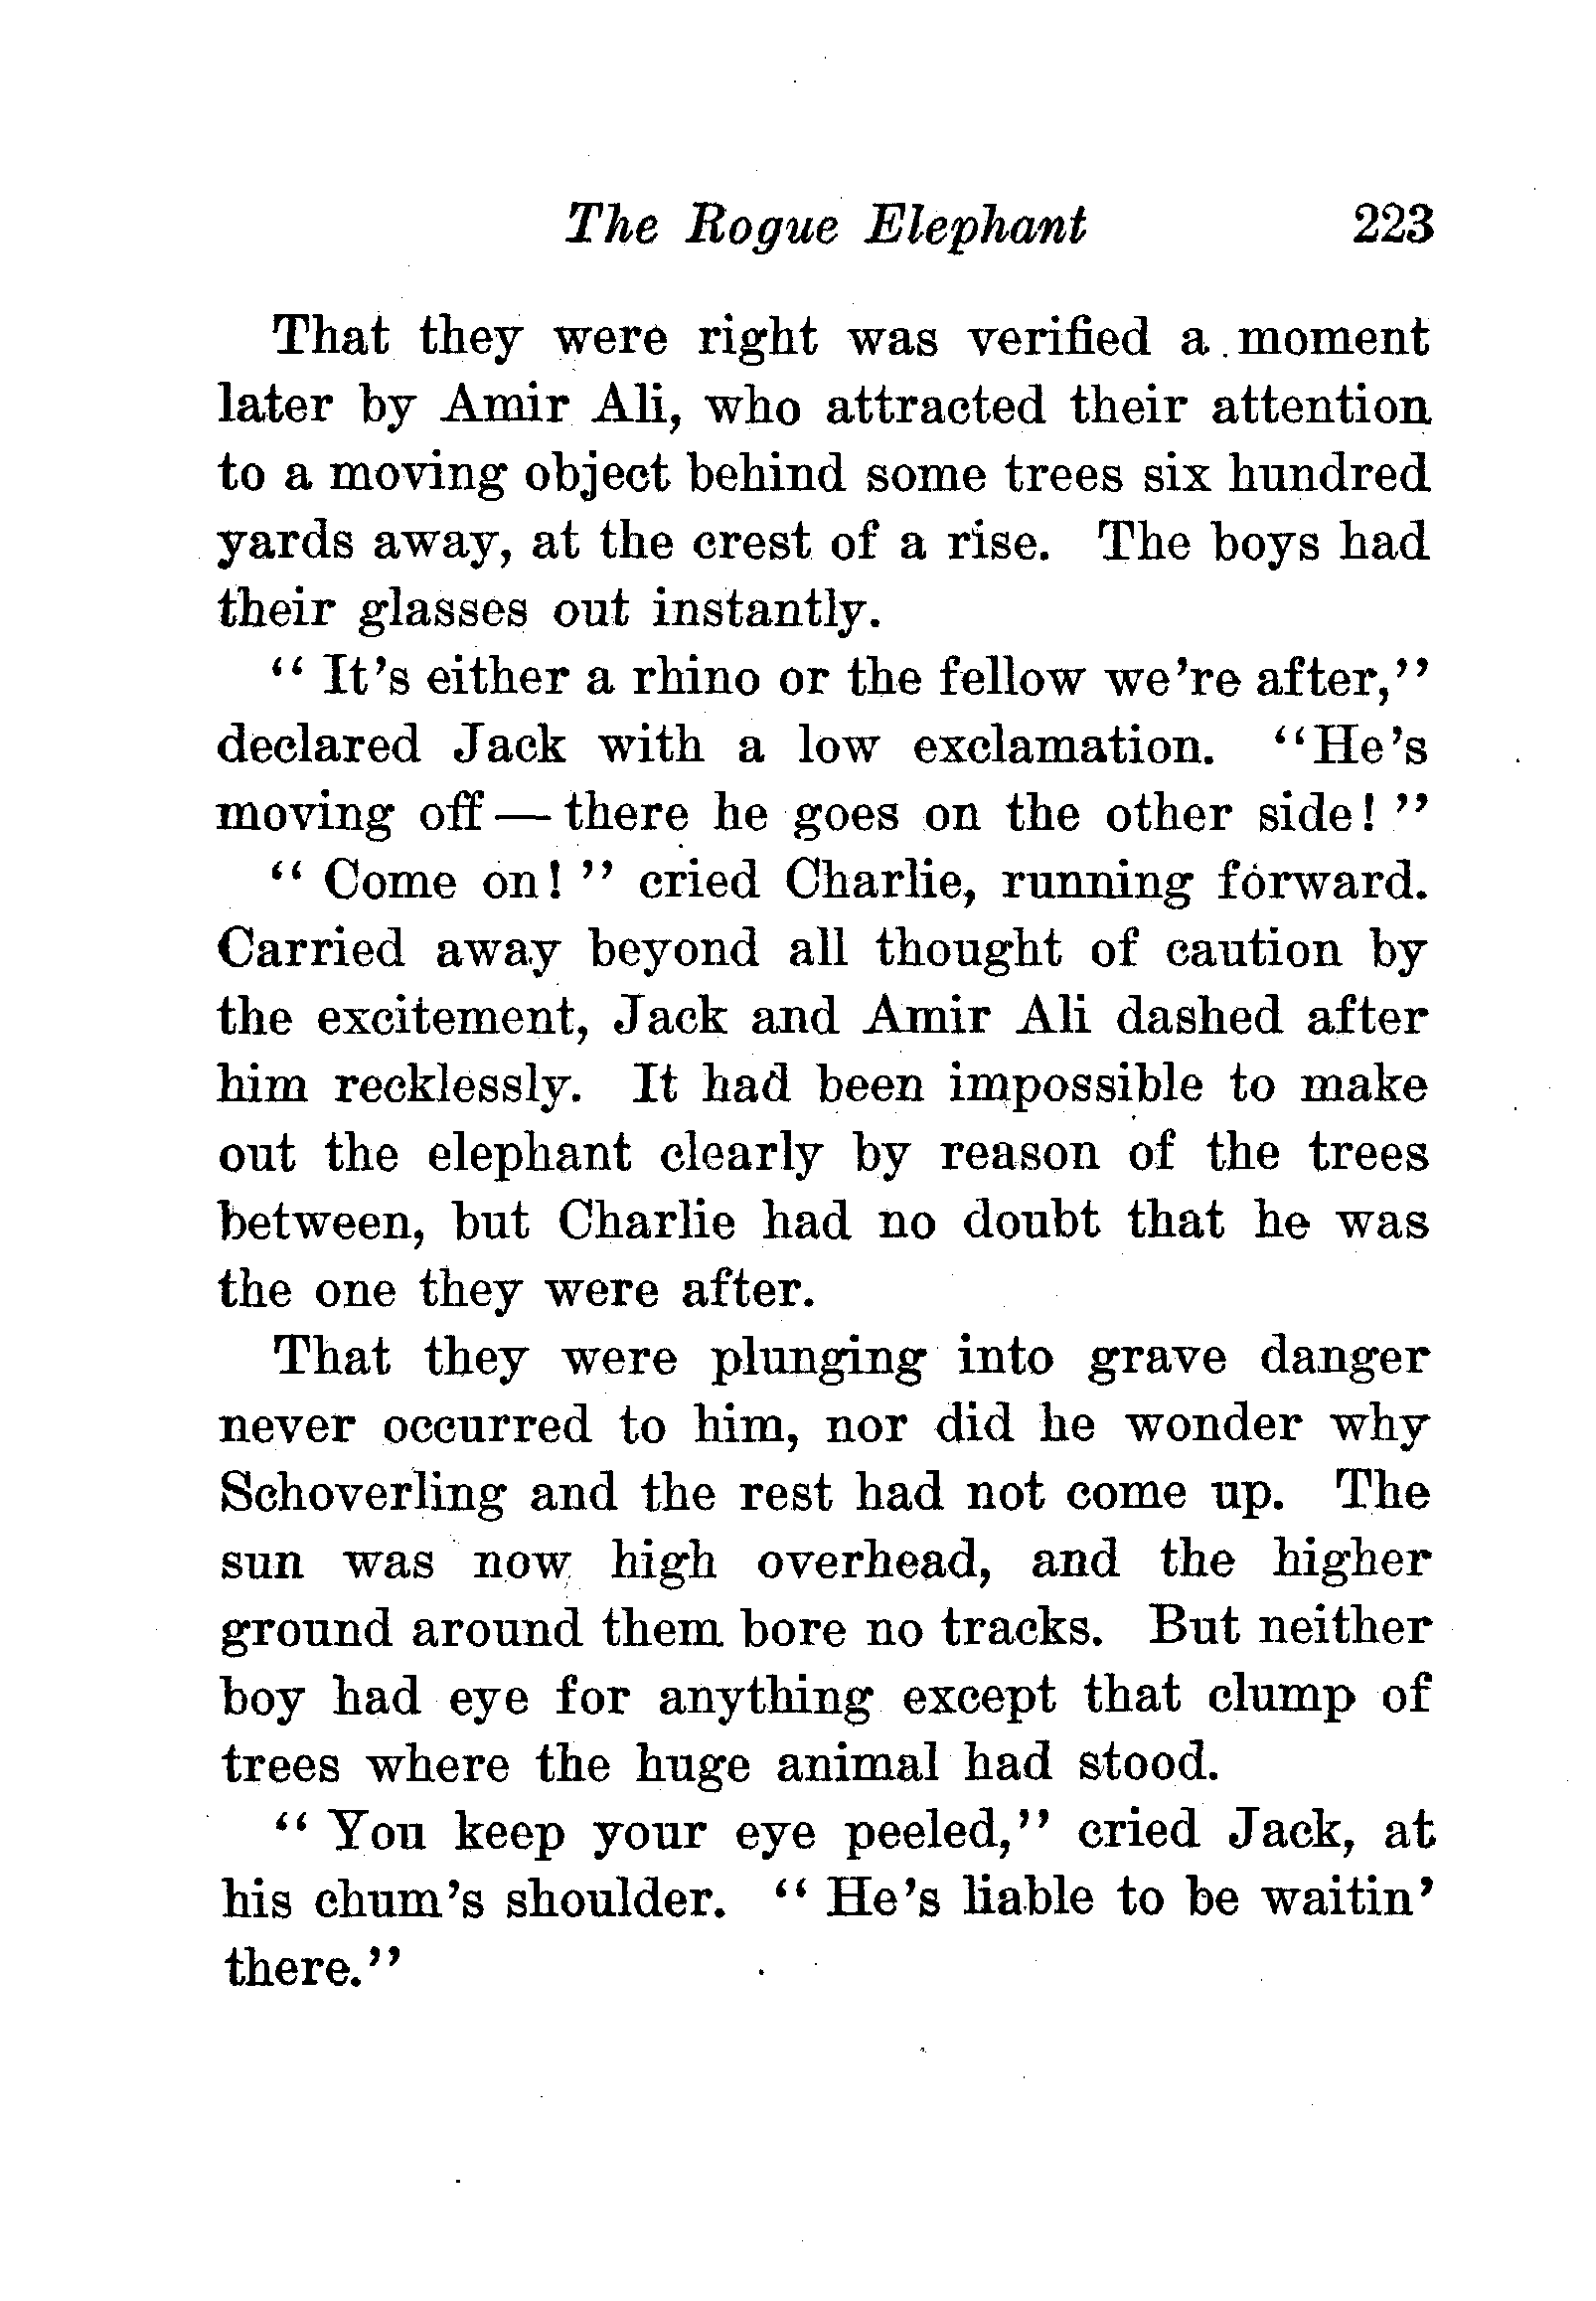 The Rogue Elephant 223
That they were right was verified a moment
later by Amir Ali, who attracted their attention
to a moving object behind some trees six hundred
yards away, at the crest of a rise. The boys had
their glasses out instantly.
“ It’s either a rhino or the fellow we’re after,”
declared Jack with a low exclamation. “He’s
moving off — there he goes on the other side! ”
“ Come on! ” cried Charlie, running forward.
Carried away beyond all thought of caution by
the excitement, Jack and Amir Ali dashed after
him recklessly. It had been impossible to make
out the elephant clearly by reason of the trees
between, but Charlie had no doubt that he was
the one they were after.
That they were plunging into grave danger
never occurred to him, nor did he wonder why
Schoverling and the rest had not come up. The
sun was now high overhead, and the higher
ground around them bore no tracks. But neither
boy had eye for anything except that clump of
trees where the huge animal had stood.
“ You keep your eye peeled,” cried Jack, at
his chum’s shoulder. “ He’s liable to be waitin’
there.”